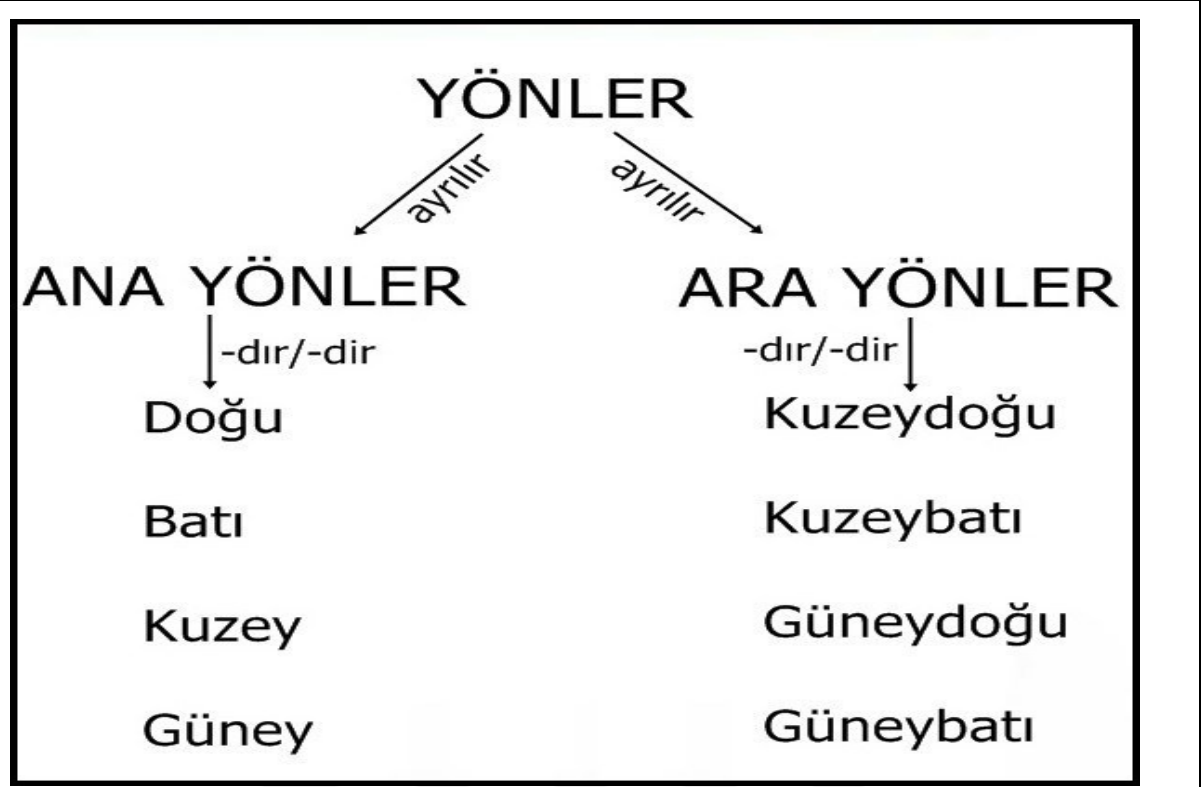 YÖNLER
ayrılır ayrılır
ANA YÖNLER ARA YÖNLER
-dır/-dir -dır/-dir
Doğu Kuzeydoğu
Batı Kuzeybatı
Kuzey Güneydoğu
Güney Güneybatı